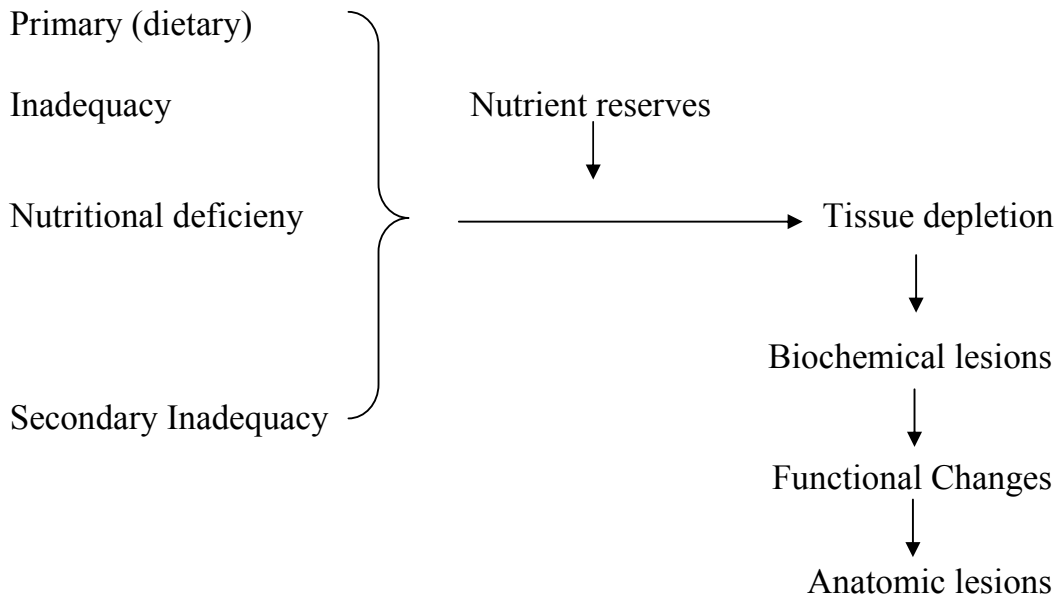 Primary (dietary)
Inadequacy
Nutrient reserves
Nutritional deficieny
Tissue depletion
Biochemical lesions
Secondary Inadequacy
Functional Changes
Anatomic lesions